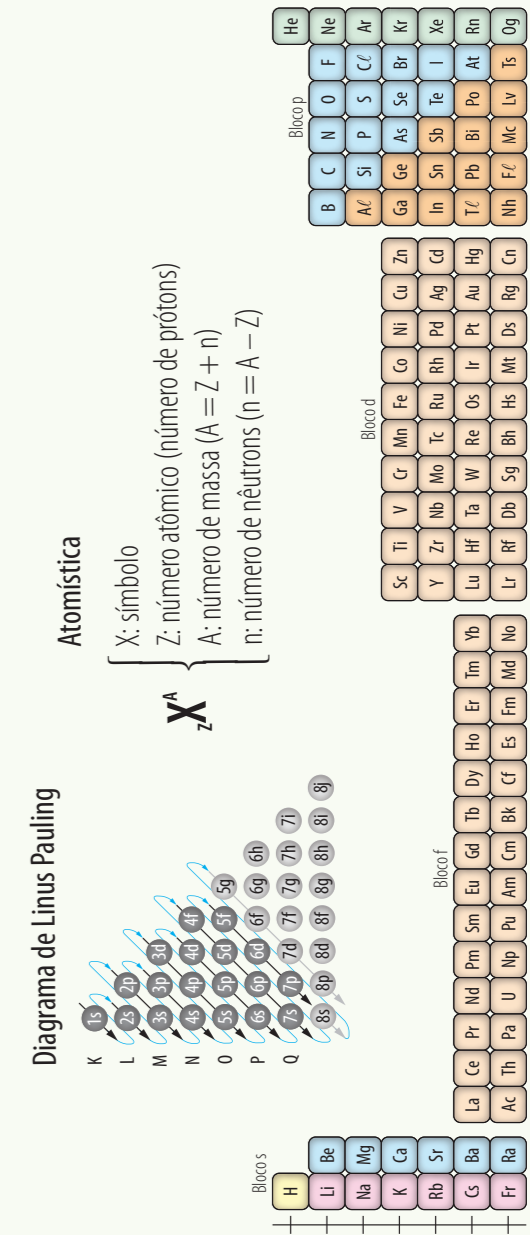 Diagrama de Linus Pauling
K 1s
L 2s 2p
M 3s 3p 3d
N 4s 4p 4d 4f
O 5s 5p 5d 5f 5g
P 6s 6p 6d 6f 6g 6h
Q 7s 7p 7d 7f 7g 7h 7i
8s 8p 8d 8f 8g 8h 8i 8j
Atomística
zXᴬ
X: símbolo
Z: número atômico (número de prótons)
A: número de massa (A = Z + n)
n: número de nêutrons (n = A − Z)
Bloco s
Bloco f
Bloco d
Bloco p
H He
Li Be B C N O F Ne
Na Mg Aℓ Si P S Cℓ Ar
K Ca Sc Ti V Cr Mn Fe Co Ni Cu Zn Ga Ge As Se Br Kr
Rb Sr Y Zr Nb Mo Tc Ru Rh Pd Ag Cd In Sn Sb Te I Xe
Cs Ba La Ce Pr Nd Pm Sm Eu Gd Tb Dy Ho Er Tm Yb Lu Hf Ta W Re Os Ir Pt Au Hg Tℓ Pb Bi Po At Rn
Fr Ra Ac Th Pa U Np Pu Am Cm Bk Cf Es Fm Md No Lr Rf Db Sg Bh Hs Mt Ds Rg Cn Nh Fℓ Mc Lv Ts Og